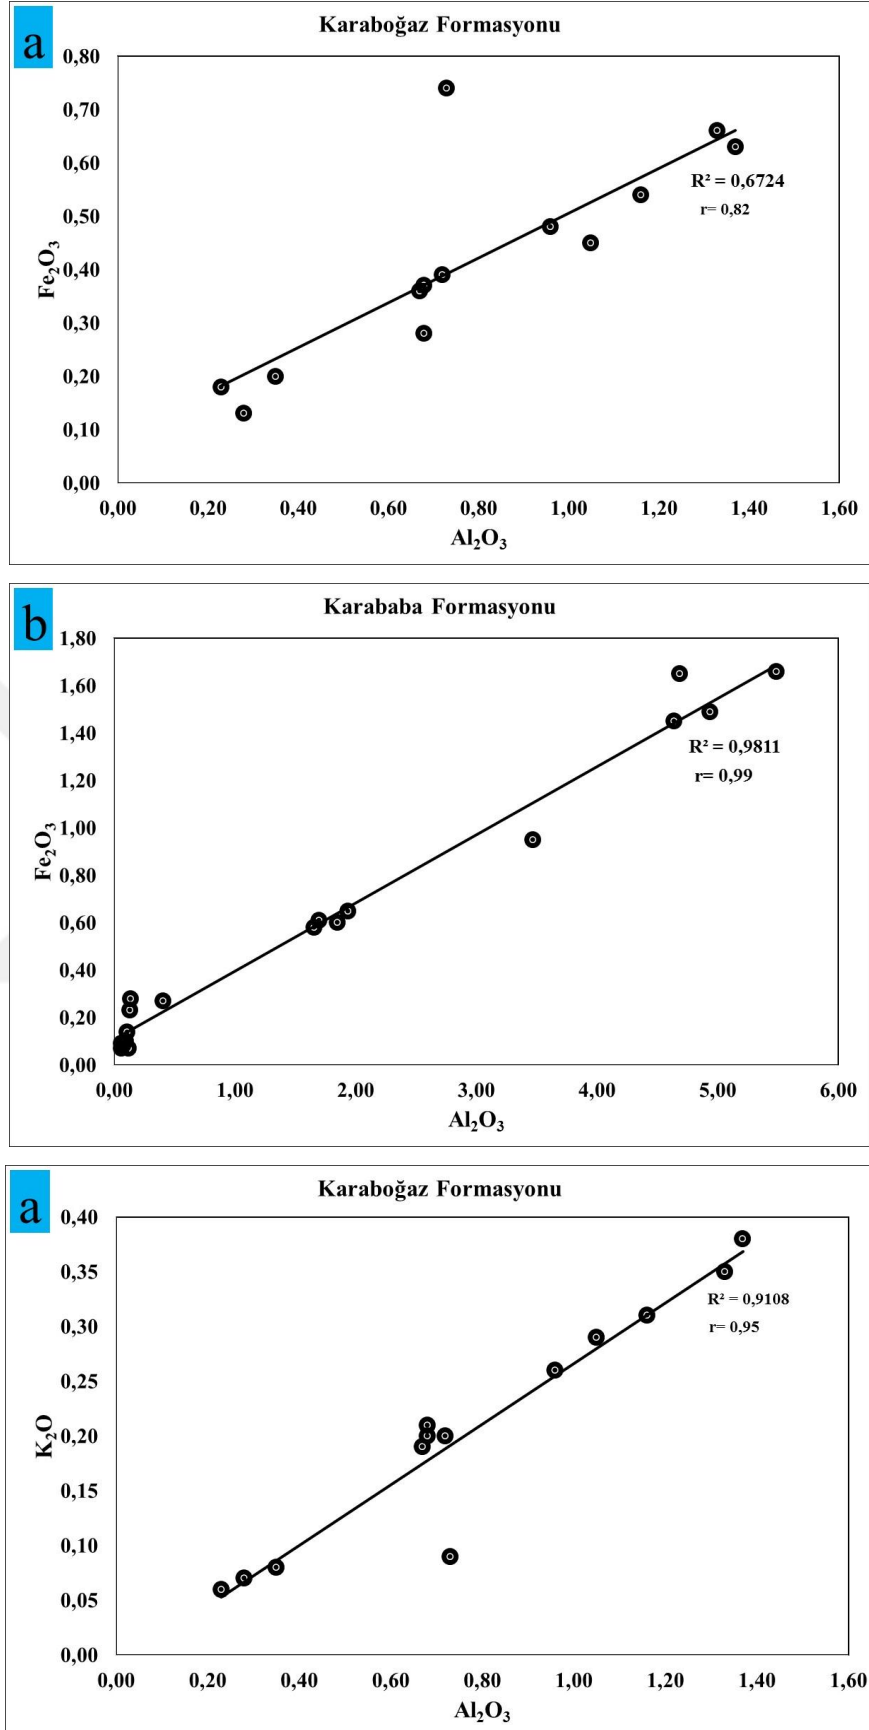 a
Karaboğaz Formasyonu
0,80
0,70
0,60
0,50
0,40
0,30
0,20
0,10
0,00
Fe₂O₃
R² = 0,6724
r= 0,82
0,00 0,20 0,40 0,60 0,80 1,00 1,20 1,40 1,60
Al₂O₃
b
Karababa Formasyonu
1,80
1,60
1,40
1,20
1,00
0,80
0,60
0,40
0,20
0,00
Fe₂O₃
R² = 0,9811
r= 0,99
0,00 1,00 2,00 3,00 4,00 5,00 6,00
Al₂O₃
a
Karaboğaz Formasyonu
0,40
0,35
0,30
0,25
0,20
0,15
0,10
0,05
0,00
K₂O
R² = 0,9108
r= 0,95
0,00 0,20 0,40 0,60 0,80 1,00 1,20 1,40 1,60
Al₂O₃